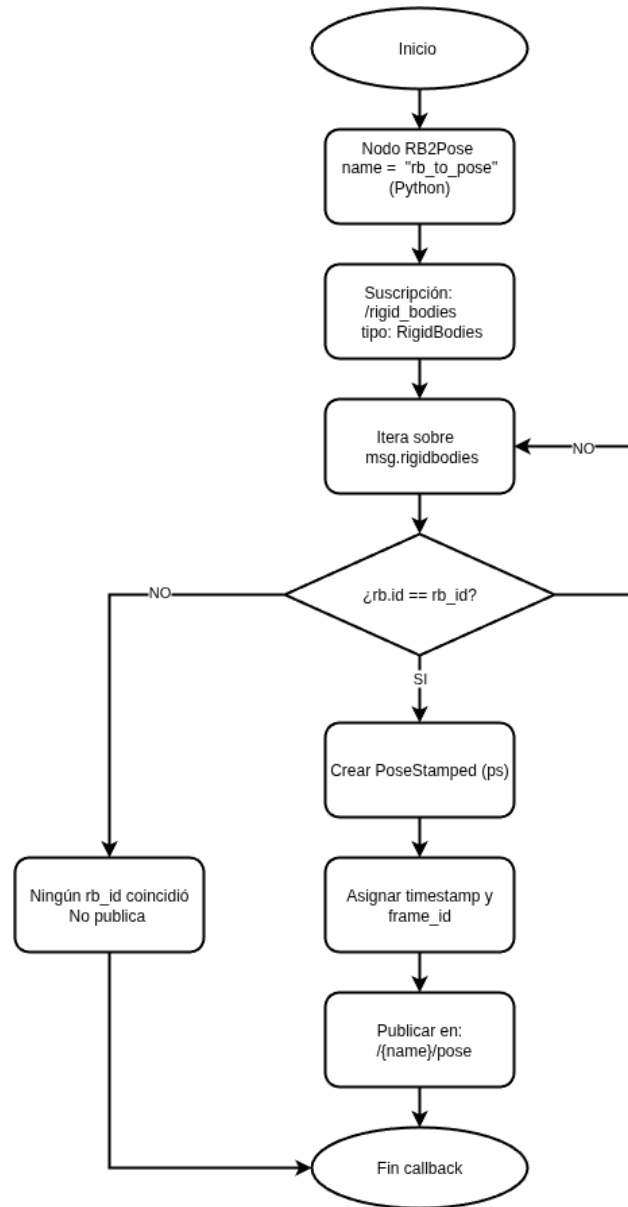 Inicio
Nodo RB2Pose
name = "rb_to_pose"
(Python)
Suscripción:
/rigid_bodies
tipo: RigidBodies
Itera sobre
msg.rigidbodies
NO
¿rb.id == rb_id?
NO
SI
Crear PoseStamped (ps)
Ningún rb_id coincidió
No publica
Asignar timestamp y
frame_id
Publicar en:
/{name}/pose
Fin callback